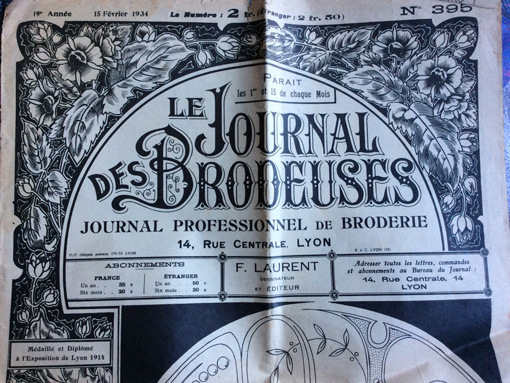 19e Année 15 Février 1934 Le Numéro : 2 fr. (Étranger : 2 fr. 50) N° 395
PARAIT
les 1er et 15 de chaque Mois
LE JOURNAL
DES BRODEUSES
JOURNAL PROFESSIONNEL DE BRODERIE
14, RUE CENTRALE, LYON
ABONNEMENTS
FRANCE
Un an . . 35 »
Six mois . 20 »
ÉTRANGER
Un an . . . 50 »
Six mois . . 30 »
F. LAURENT
DESSINATEUR
ET ÉDITEUR
Adresser toutes les lettres, commandes
et abonnements au Bureau du Journal :
14, Rue Centrale, 14
LYON
Médaillé et Diplômé
à l'Exposition de Lyon 1914